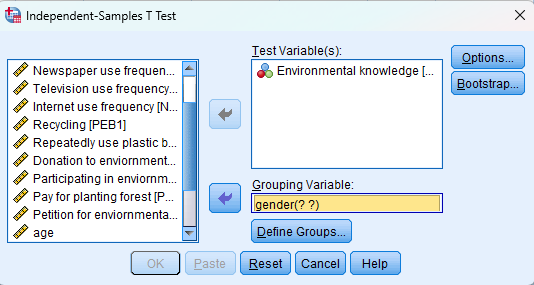 Independent-Samples T Test
Newspaper use frequen...
Television use frequency...
Internet use frequency [N...
Recycling [PEB1]
Repeatedly use plastic b...
Donation to enviornment...
Participating in enviornm...
Pay for planting forest [P...
Petition for enviornmenta...
age
Test Variable(s):
Environmental knowledge [...
Grouping Variable:
gender(? ?)
Define Groups...
Options...
Bootstrap...
OK Paste Reset Cancel Help